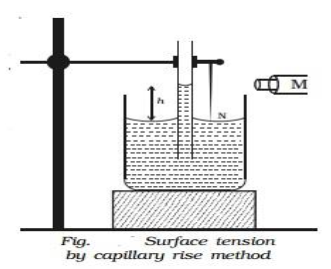 M
h
N
Fig. Surface tension
by capillary rise method